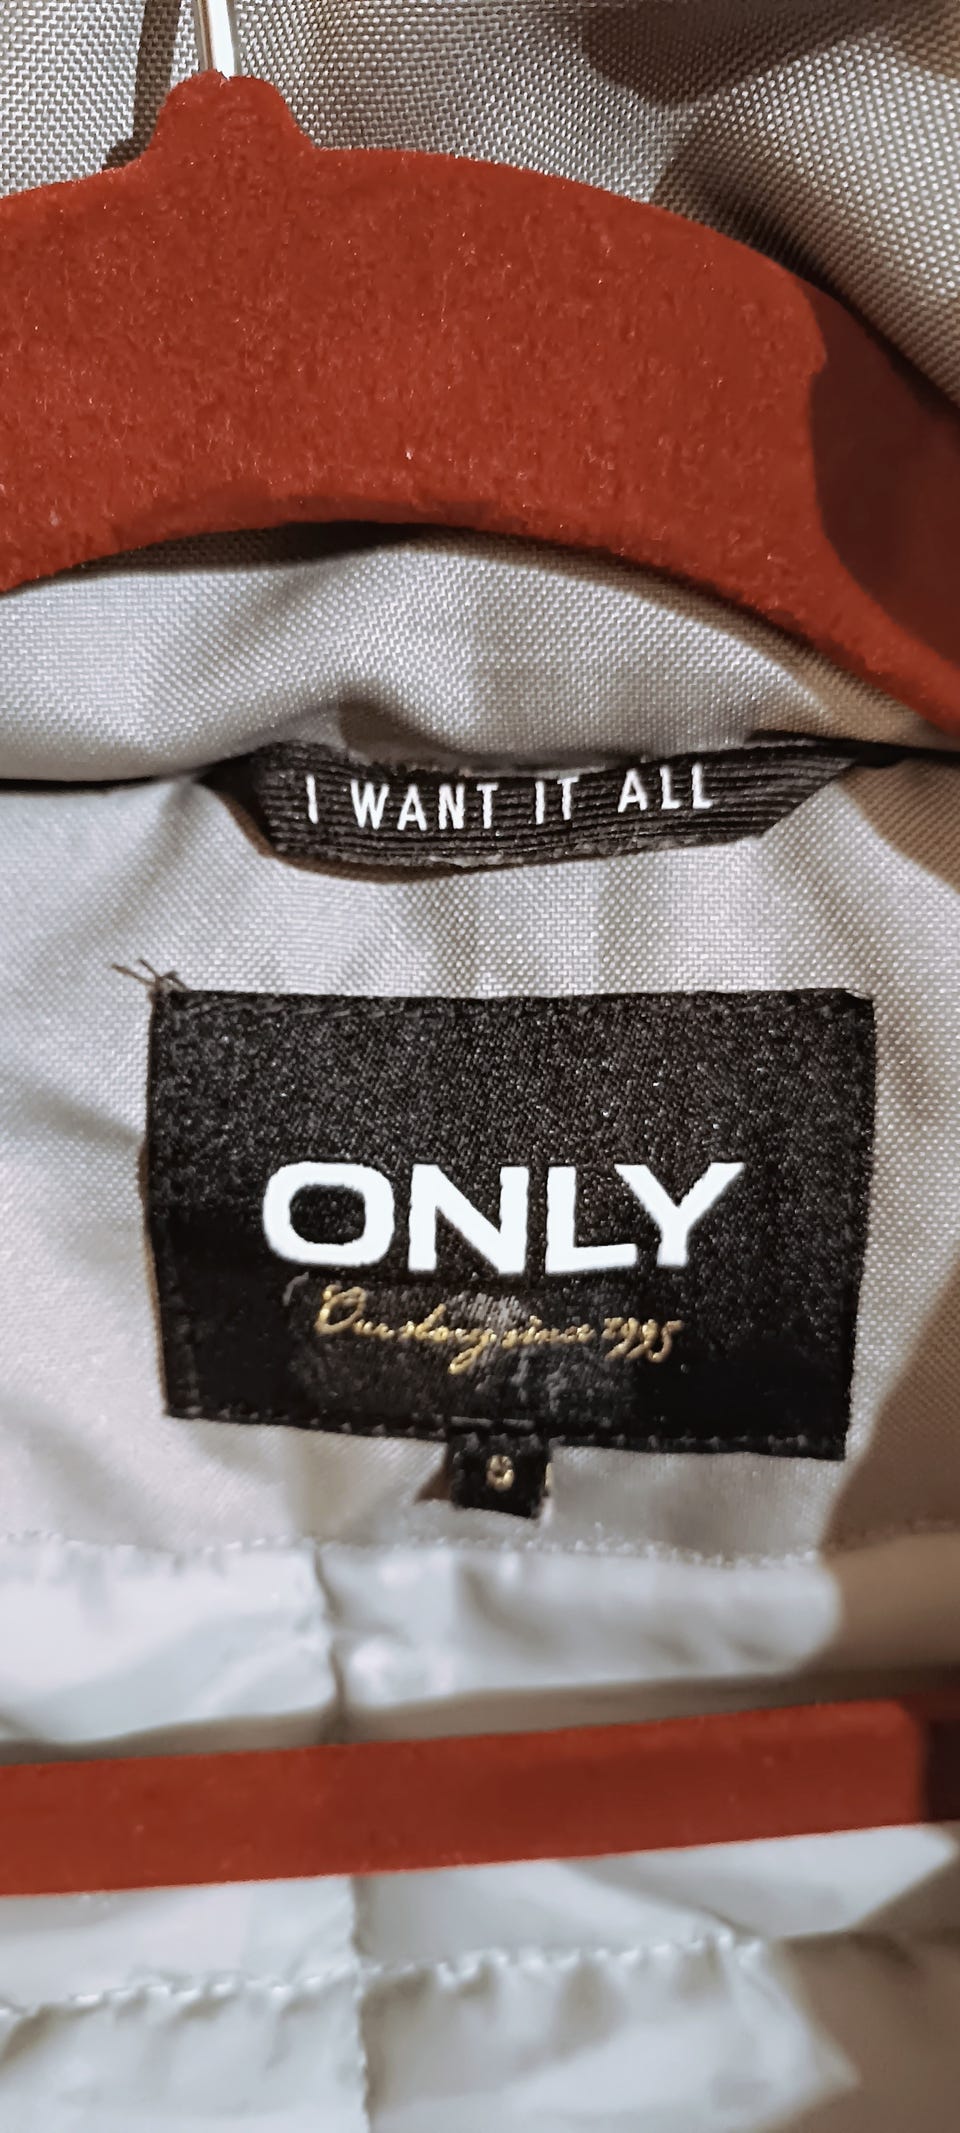 I WANT IT ALL
ONLY
Our story since 1995
S